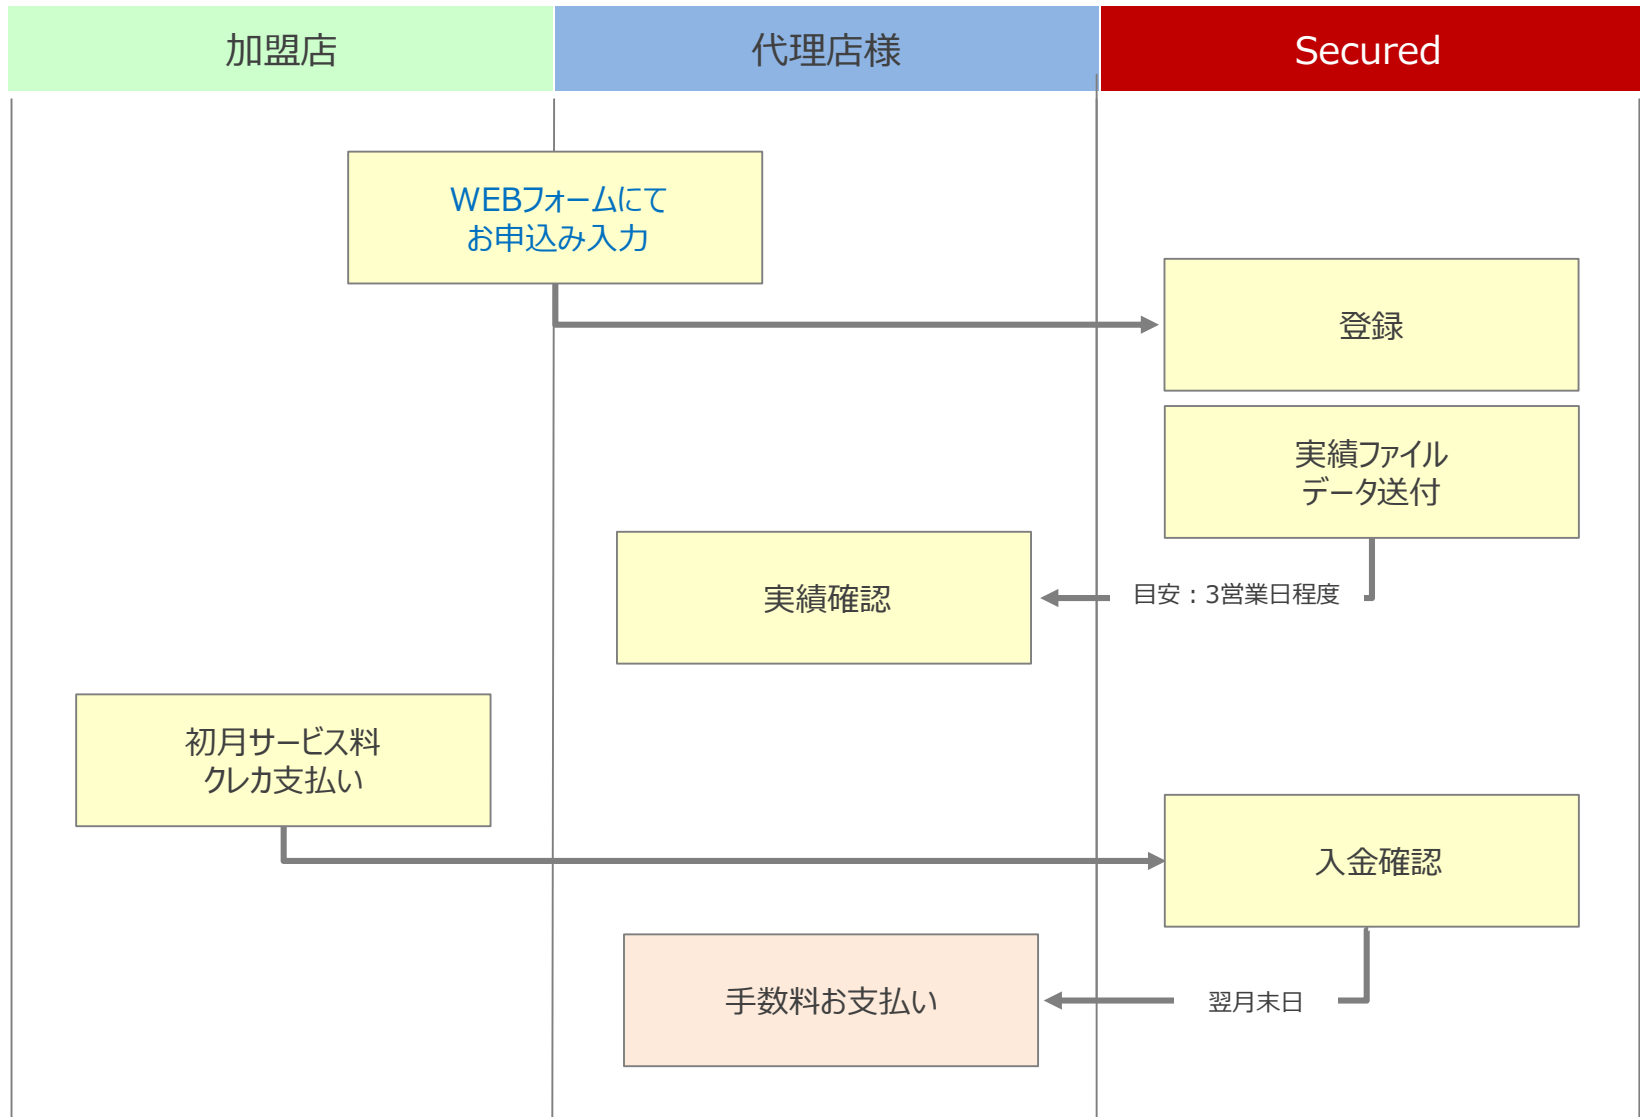 加盟店
代理店様
Secured
WEBフォームにて
お申込み入力
登録
実績ファイル
データ送付
実績確認
目安：3営業日程度
初月サービス料
クレカ支払い
入金確認
手数料お支払い
翌月末日